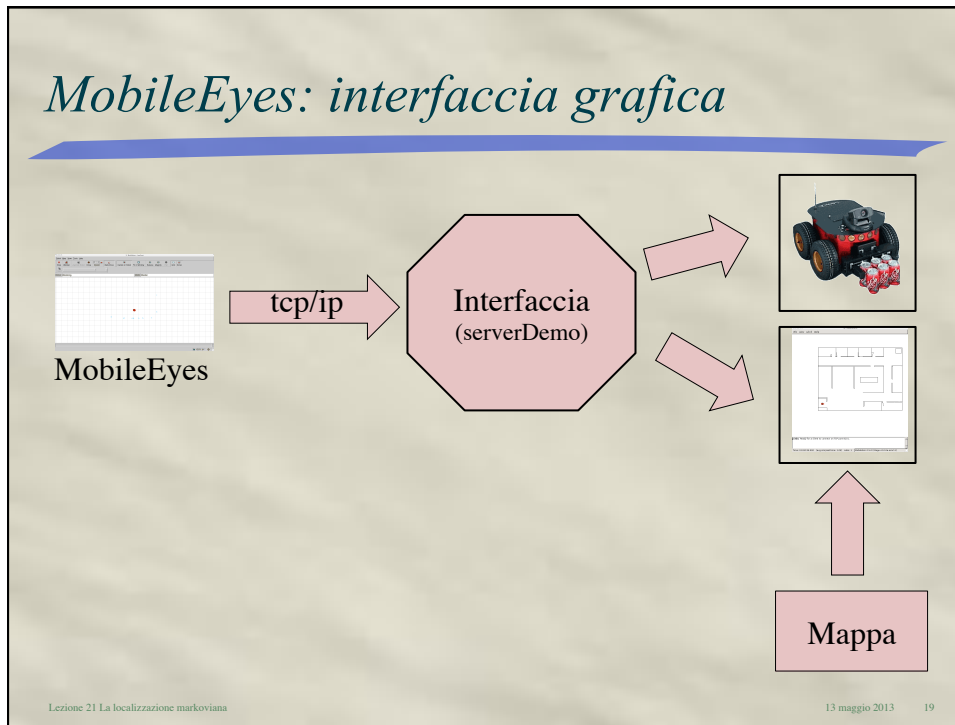 MobileEyes: interfaccia grafica
tcp/ip
MobileEyes
Interfaccia
(serverDemo)
Mappa
Lezione 21 La localizzazione markoviana
13 maggio 2013
19